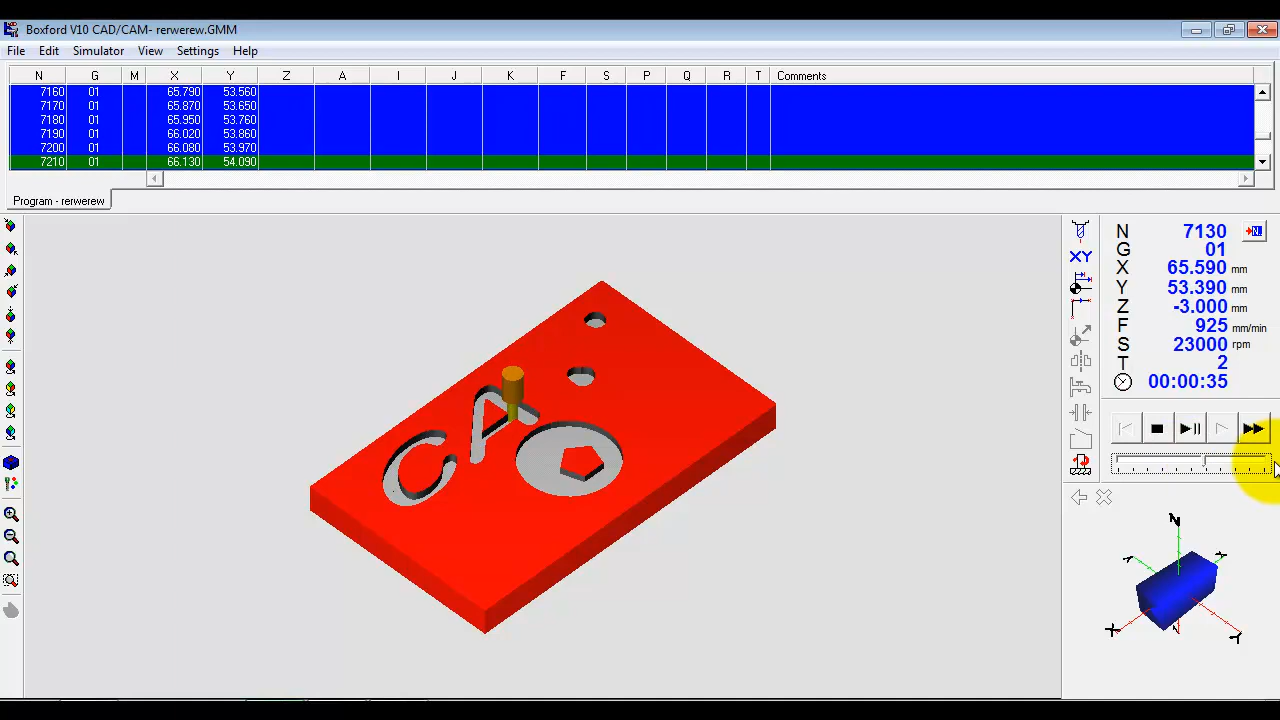 Boxford V10 CAD/CAM- rerwerew.GMM
File Edit Simulator View Settings Help
N G M X Y Z A I J K F S P Q R T Comments
7160 01 65.790 53.560
7170 01 65.870 53.650
7180 01 65.950 53.760
7190 01 66.020 53.860
7200 01 66.080 53.970
7210 01 66.130 54.090
Program - rerwerew
N 7130 N
G 01
XY
X 65.590 mm
Y 53.390 mm
Z -3.000 mm
F 925 mm/min
S 23000 rpm
T 2
00:00:35
CA